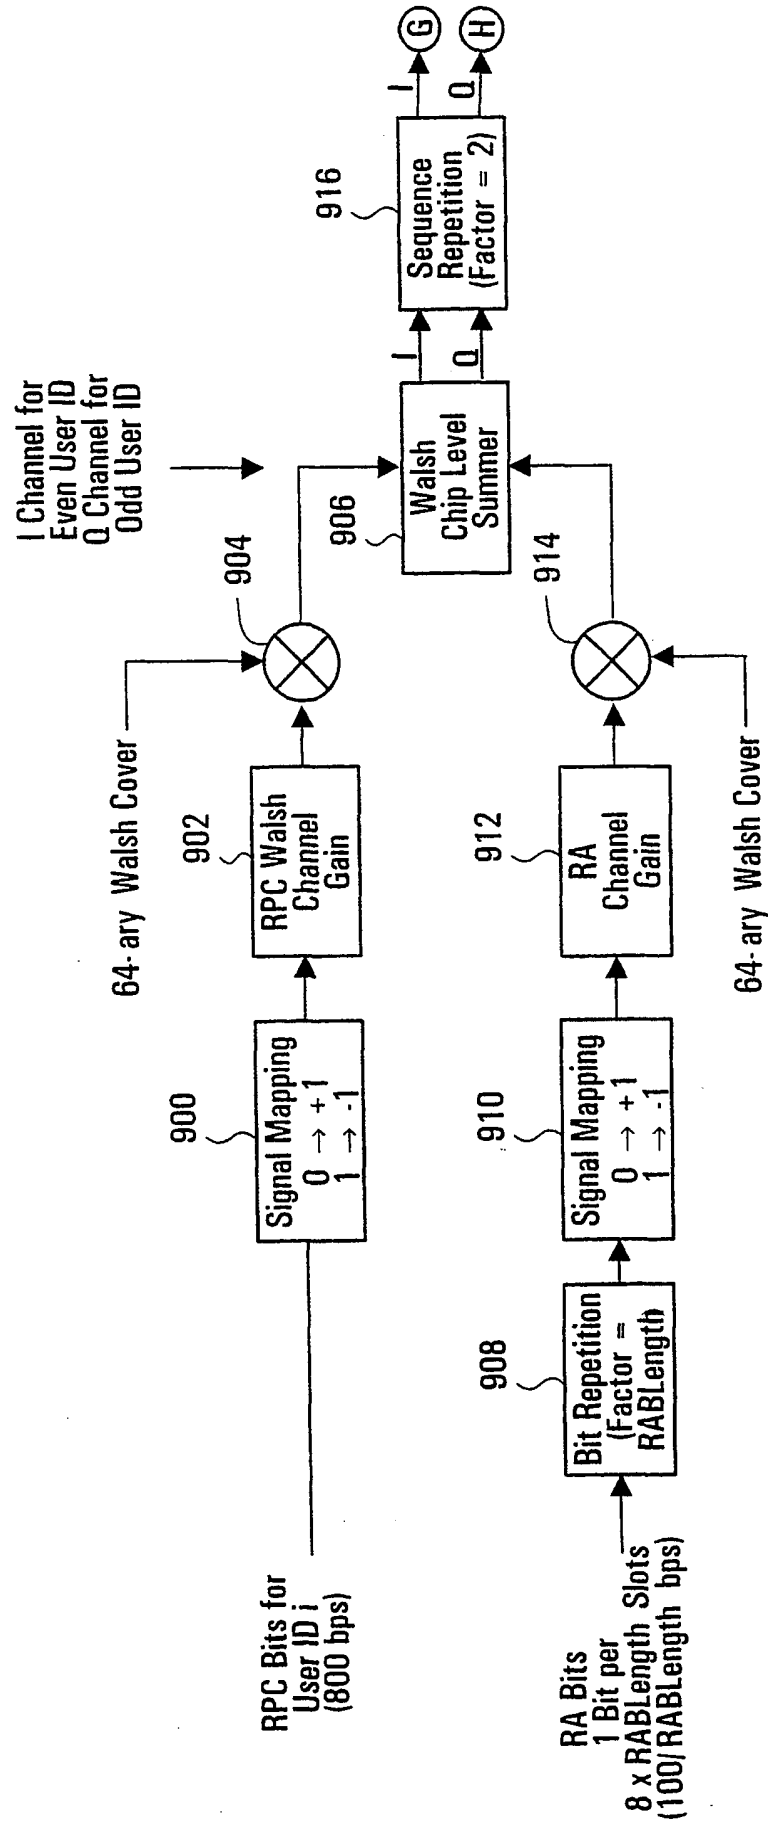 RPC Bits for
User ID i
(800 bps)
900
Signal Mapping
0 → +1
1 → -1
902
RPC Walsh
Channel
Gain
64-ary Walsh Cover
904
I Channel for
Even User ID
Q Channel for
Odd User ID
906
Walsh
Chip Level
Summer
I
Q
916
Sequence
Repetition
(Factor = 2)
I
Q
G
H
RA Bits
1 Bit per
8 x RABLength Slots
(100/RABLength bps)
908
Bit Repetition
(Factor =
RABLength)
910
Signal Mapping
0 → +1
1 → -1
912
RA
Channel
Gain
914
64-ary Walsh Cover